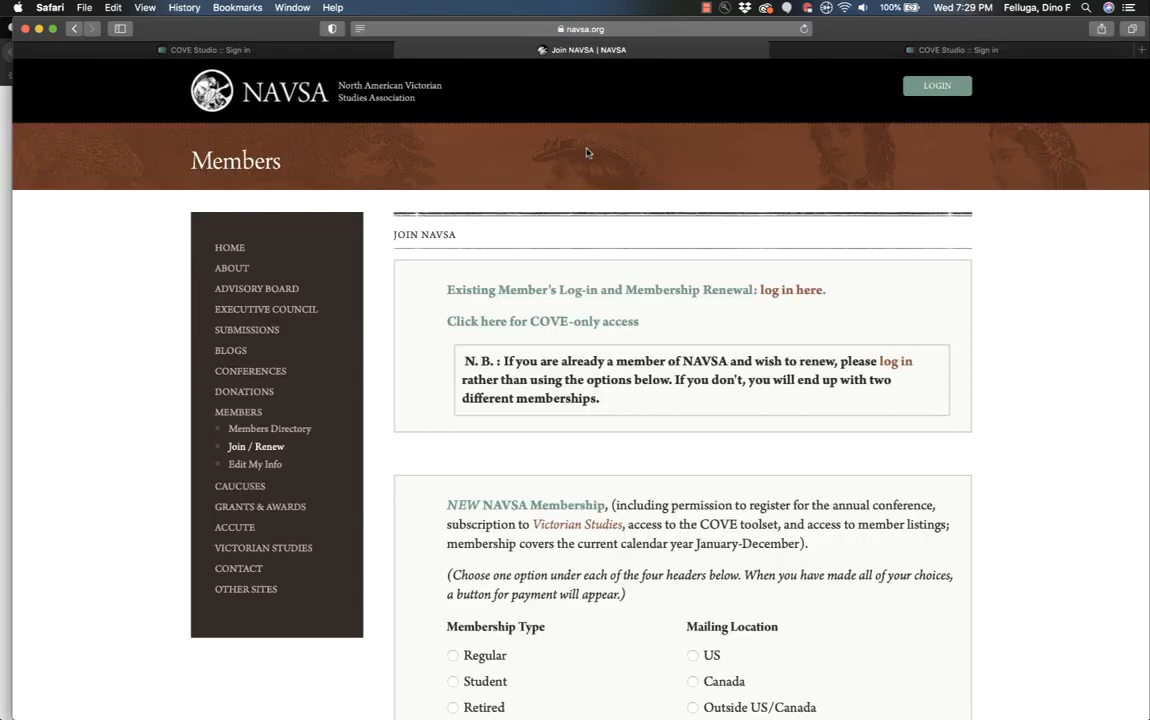 Safari File Edit View History Bookmarks Window Help 100% Wed 7:29 PM Felluga, Dino F
navsa.org
COVE Studio :: Sign in Join NAVSA | NAVSA COVE Studio :: Sign in
NAVSA North American Victorian
Studies Association
LOGIN
Members
HOME
ABOUT
ADVISORY BOARD
EXECUTIVE COUNCIL
SUBMISSIONS
BLOGS
CONFERENCES
DONATIONS
MEMBERS
Members Directory
Join / Renew
Edit My Info
CAUCUSES
GRANTS & AWARDS
ACCUTE
VICTORIAN STUDIES
CONTACT
OTHER SITES
JOIN NAVSA
Existing Member's Log-in and Membership Renewal: log in here.
Click here for COVE-only access
N. B. : If you are already a member of NAVSA and wish to renew, please log in
rather than using the options below. If you don't, you will end up with two
different memberships.
NEW NAVSA Membership, (including permission to register for the annual conference,
subscription to Victorian Studies, access to the COVE toolset, and access to member listings;
membership covers the current calendar year January-December).
(Choose one option under each of the four headers below. When you have made all of your choices,
a button for payment will appear.)
Membership Type
Regular
Student
Retired
Mailing Location
US
Canada
Outside US/Canada